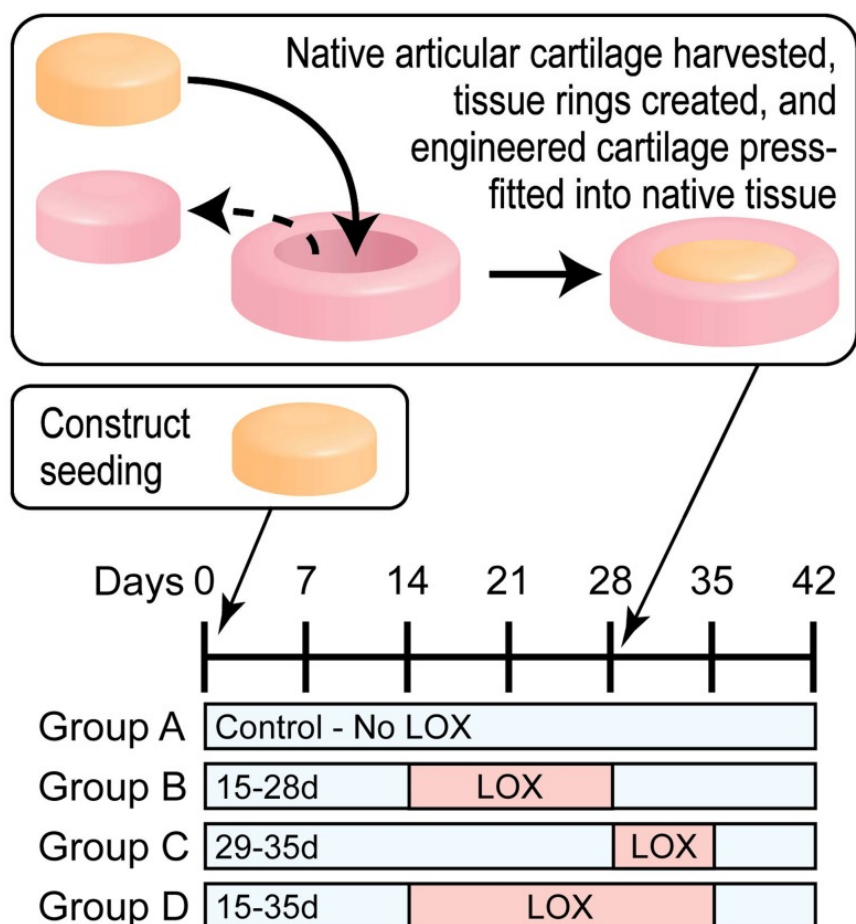 Native articular cartilage harvested,
tissue rings created, and
engineered cartilage press-
fitted into native tissue
Construct
seeding
Days 0 7 14 21 28 35 42
Group A Control - No LOX
Group B 15-28d LOX
Group C 29-35d LOX
Group D 15-35d LOX